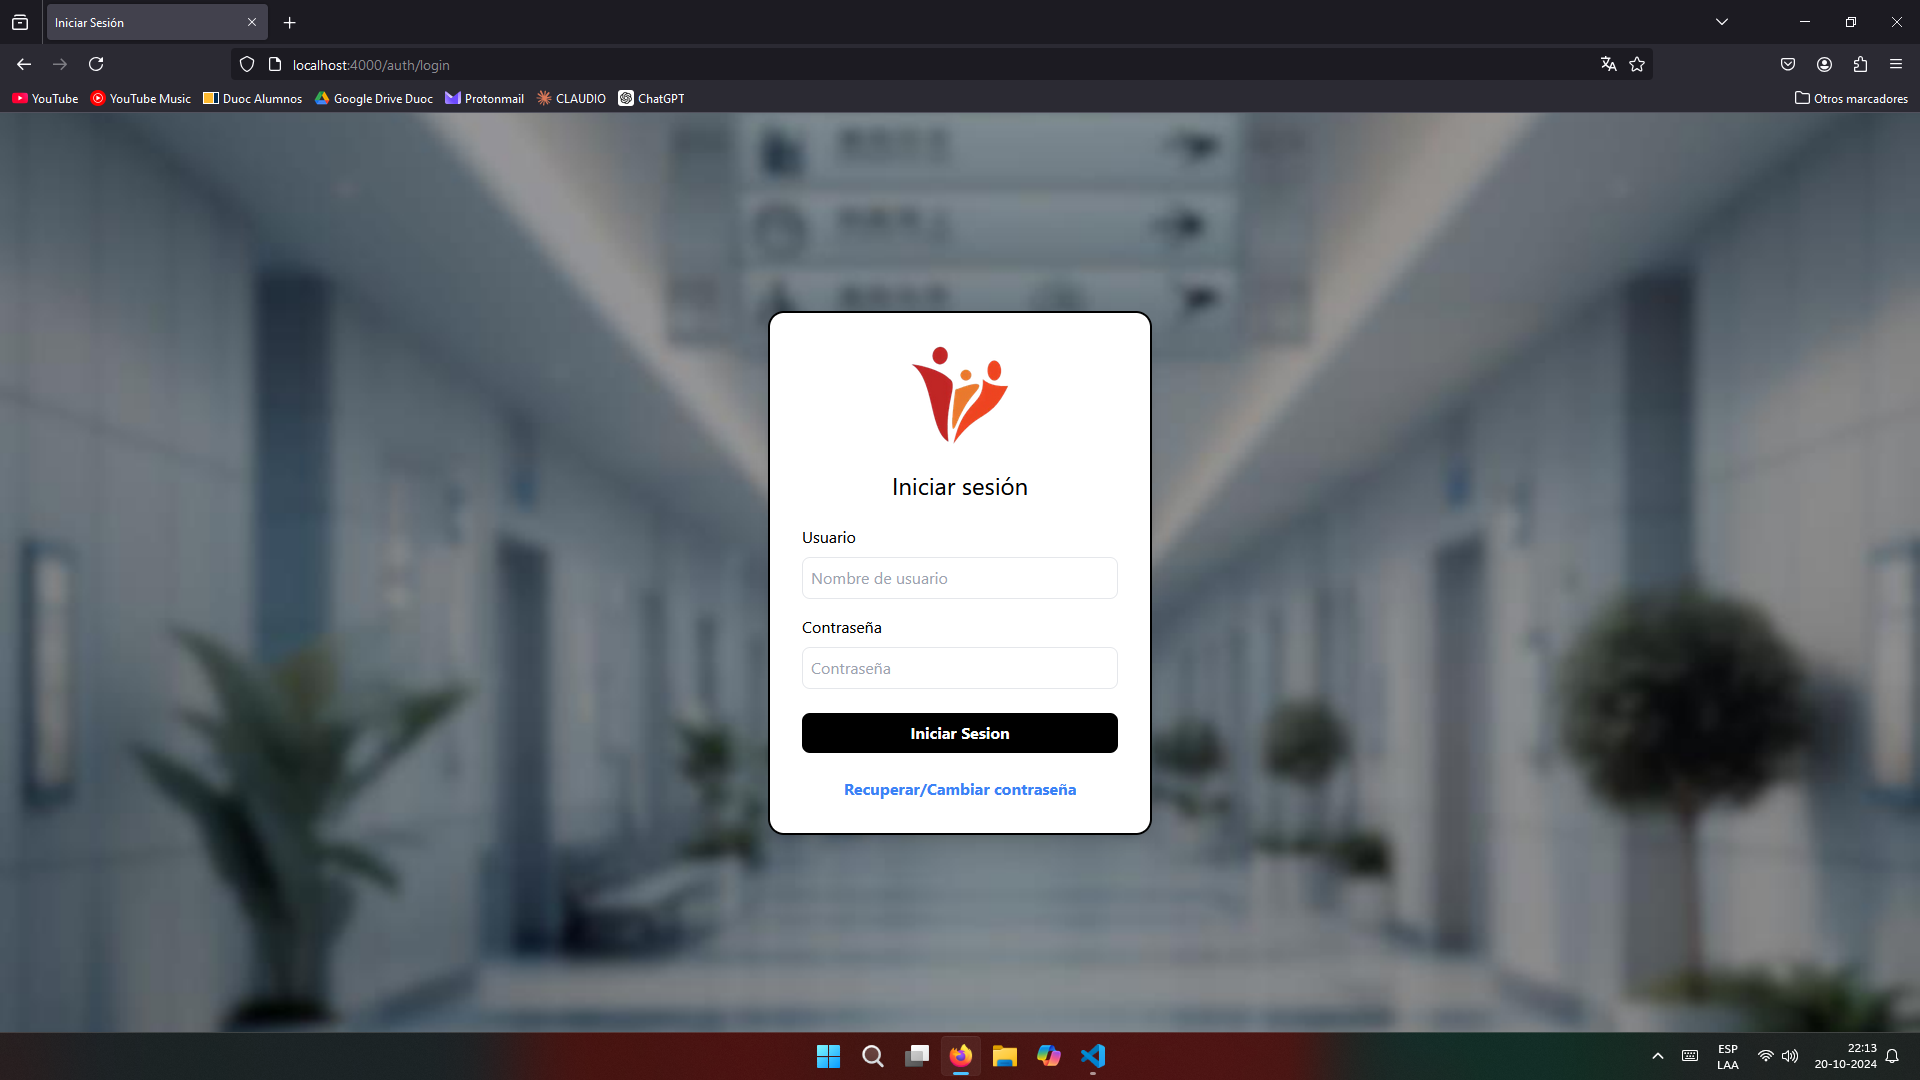 Iniciar Sesión
localhost:4000/auth/login
YouTube
YouTube Music
Duoc Alumnos
Google Drive Duoc
Protonmail
CLAUDIO
ChatGPT
Otros marcadores
Iniciar sesión
Usuario
Nombre de usuario
Contraseña
Contraseña
Iniciar Sesion
Recuperar/Cambiar contraseña
ESP
LAA
22:13
20-10-2024